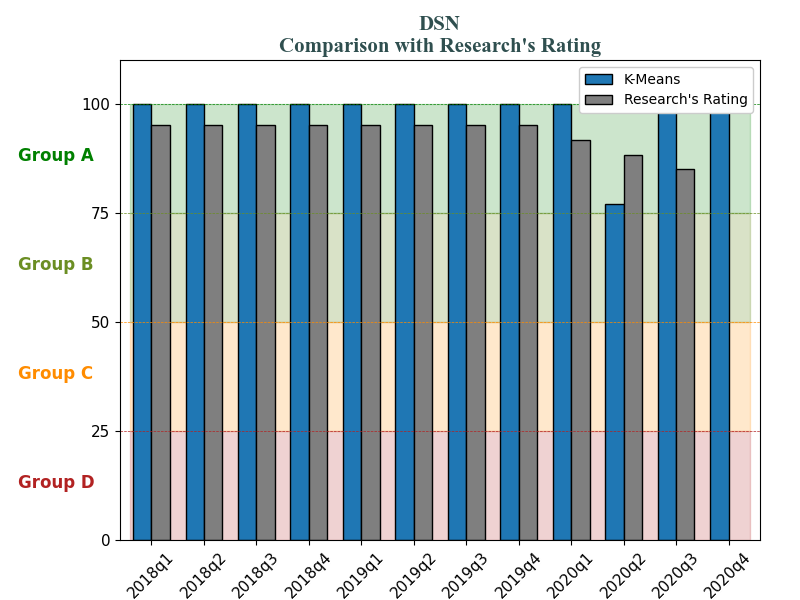 DSN
Comparison with Research's Rating
K-Means
Research's Rating
100
Group A
75
Group B
50
Group C
25
Group D
0
2018q1 2018q2 2018q3 2018q4 2019q1 2019q2 2019q3 2019q4 2020q1 2020q2 2020q3 2020q4